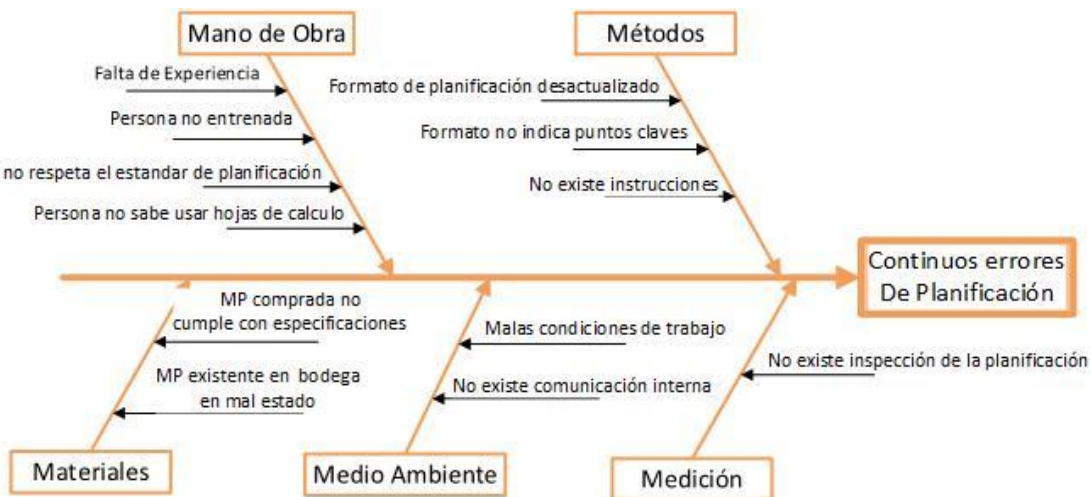 Mano de Obra
Métodos
Falta de Experiencia
Persona no entrenada
no respeta el estandar de planificación
Persona no sabe usar hojas de calculo
Formato de planificación desactualizado
Formato no indica puntos claves
No existe instrucciones
Continuos errores
De Planificación
MP comprada no
cumple con especificaciones
MP existente en bodega
en mal estado
Malas condiciones de trabajo
No existe comunicación interna
No existe inspección de la planificación
Materiales
Medio Ambiente
Medición